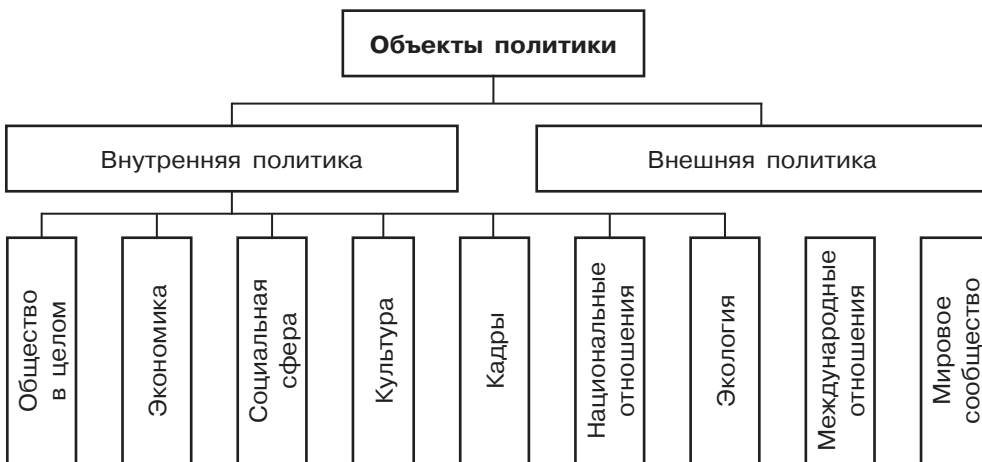 Объекты политики
Внутренняя политика
Внешняя политика
Общество
в целом
Экономика
Социальная
сфера
Культура
Кадры
Национальные
отношения
Экология
Международные
отношения
Мировое
сообщество